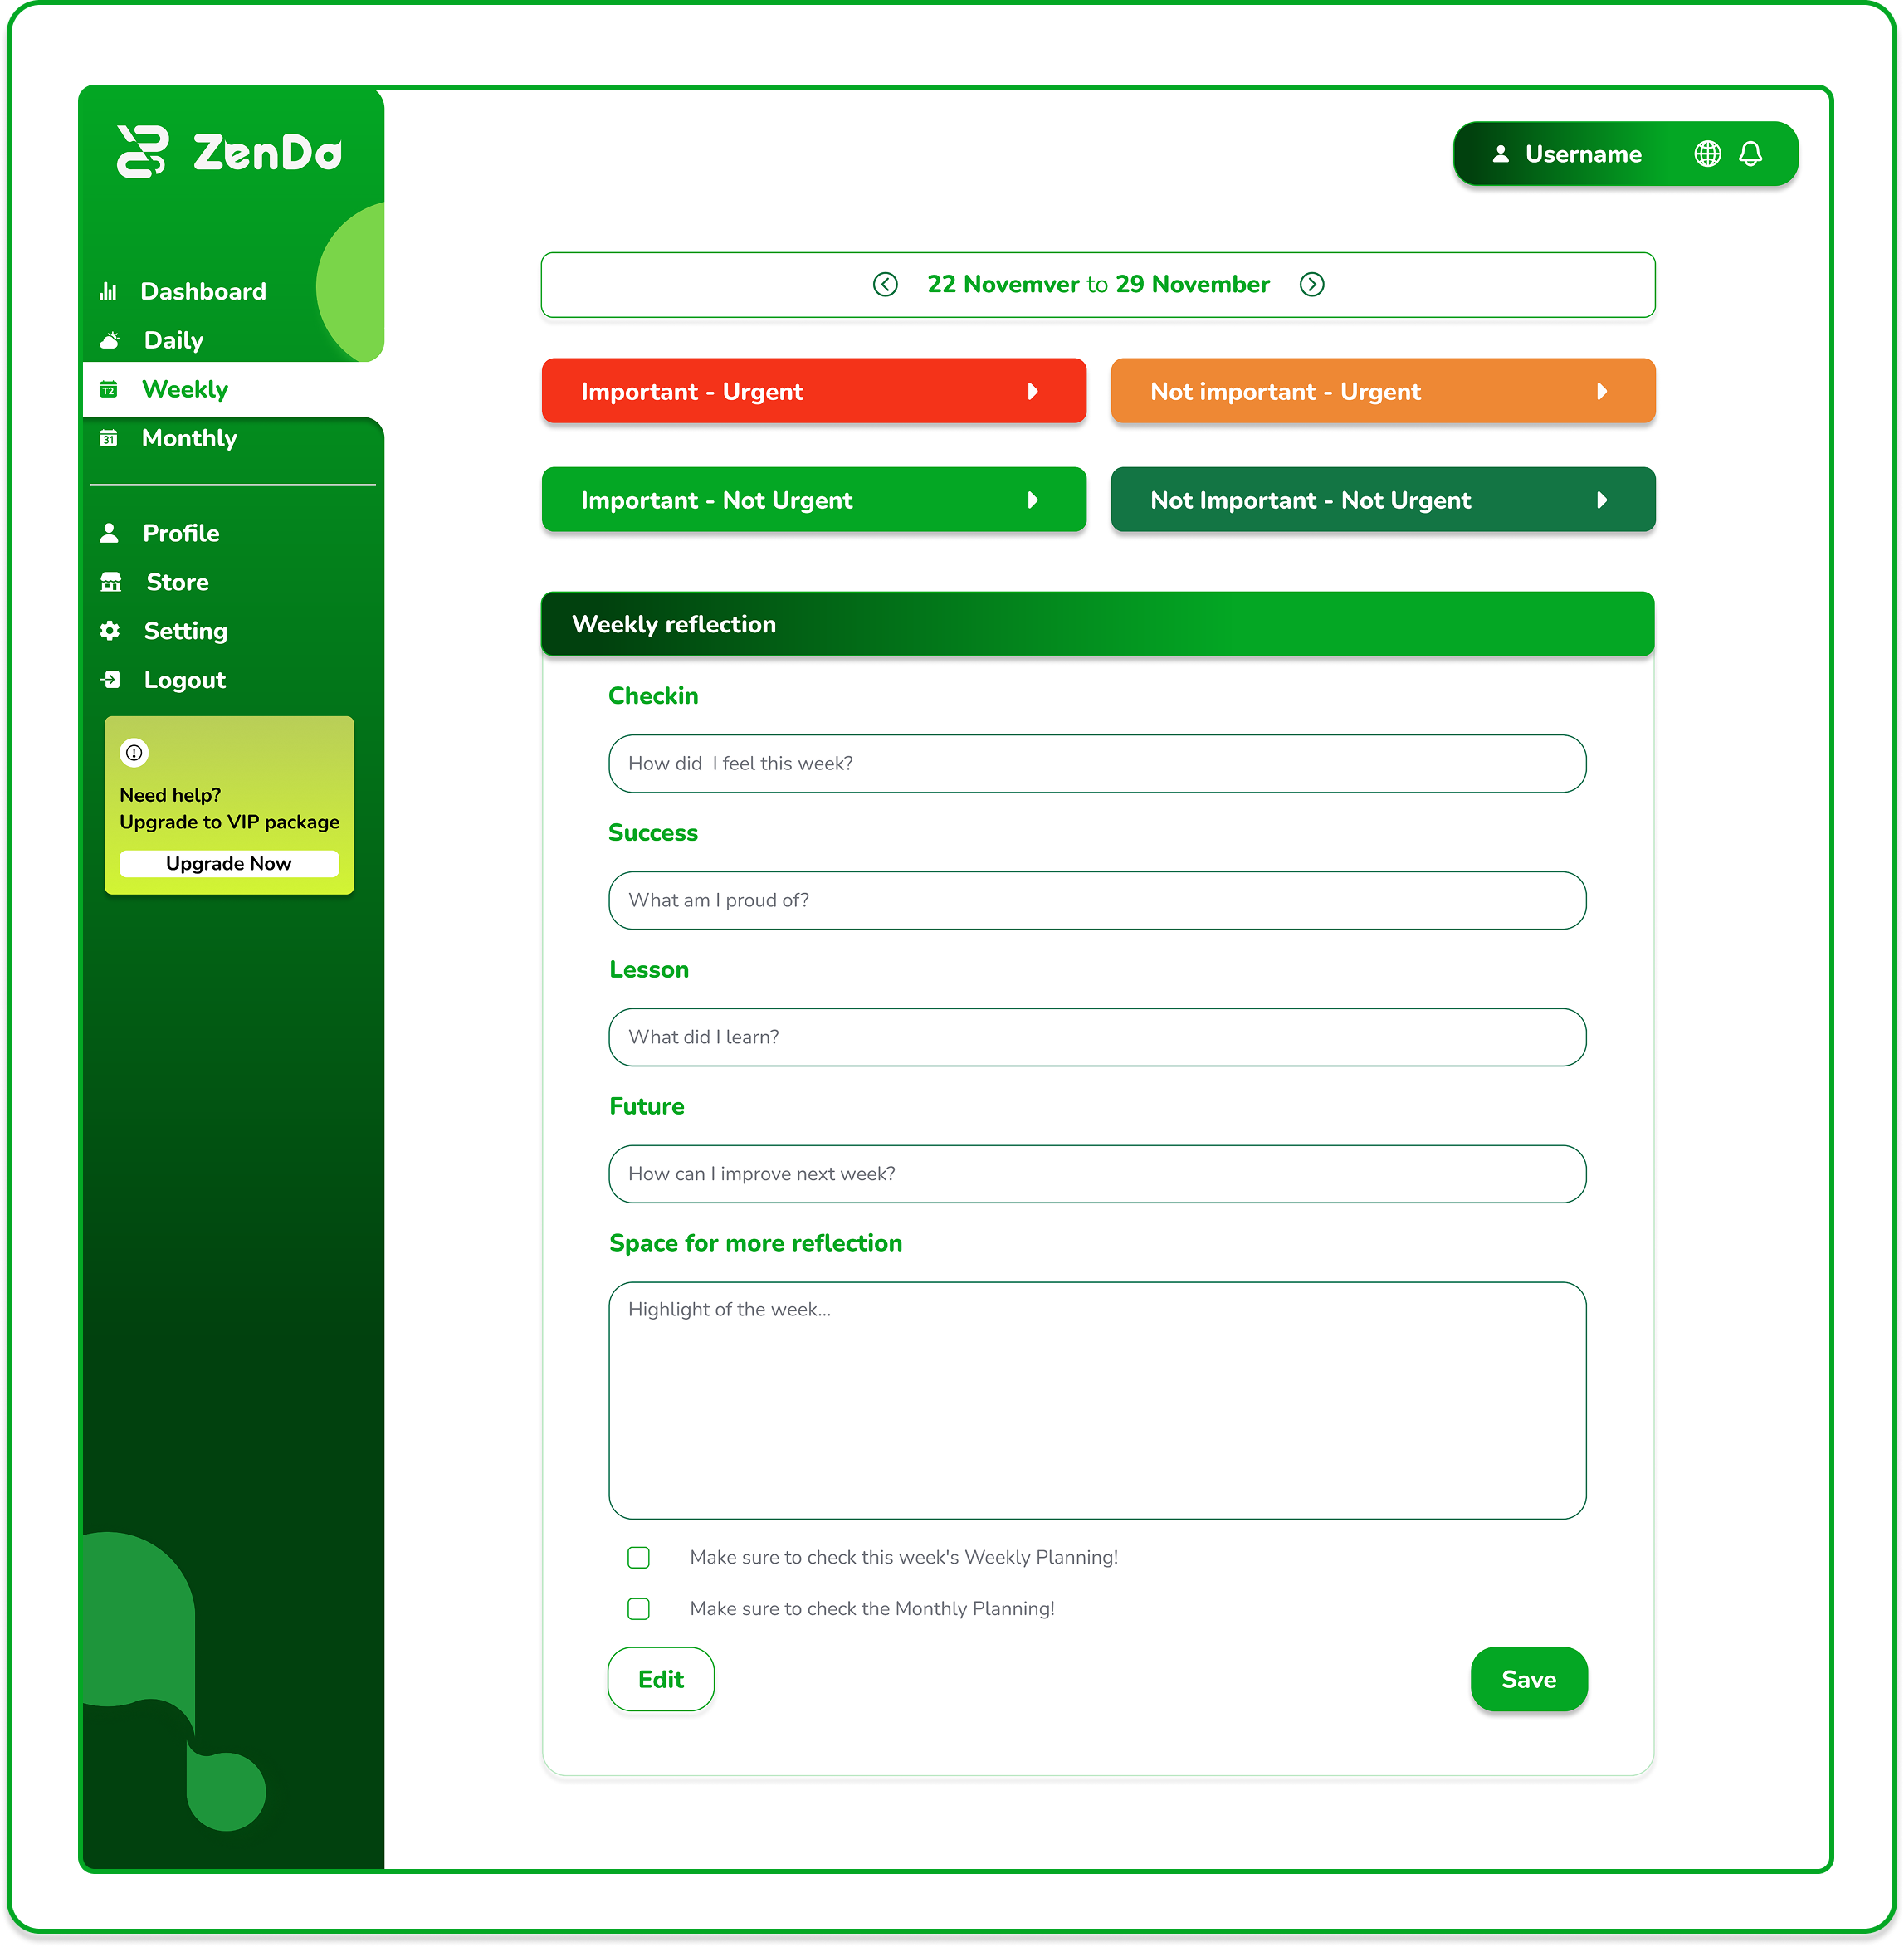 ZenDo
Username
Dashboard
Daily
Weekly
Monthly
Profile
Store
Setting
Logout
Need help?
Upgrade to VIP package
Upgrade Now
22 Novemver to 29 November
Important - Urgent
Not important - Urgent
Important - Not Urgent
Not Important - Not Urgent
Weekly reflection
Checkin
How did  I feel this week?
Success
What am I proud of?
Lesson
What did I learn?
Future
How can I improve next week?
Space for more reflection
Highlight of the week...
Make sure to check this week's Weekly Planning!
Make sure to check the Monthly Planning!
Edit
Save